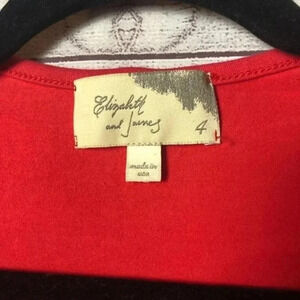 Elizabeth
and James
4
made in
usa